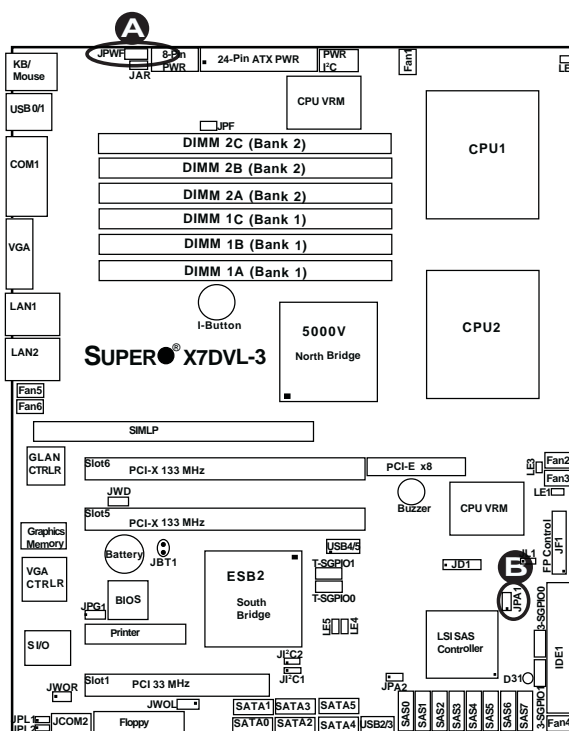 A
JPWF
8-Pin PWR
24-Pin ATX PWR
PWR I²C
Fan1
LE
KB/ Mouse
JAR
USB 0/1
CPU VRM
JPF
COM1
DIMM 2C (Bank 2)
DIMM 2B (Bank 2)
DIMM 2A (Bank 2)
DIMM 1C (Bank 1)
DIMM 1B (Bank 1)
DIMM 1A (Bank 1)
CPU1
VGA
LAN1
I-Button
5000V
North Bridge
CPU2
LAN2
SUPER® X7DVL-3
Fan5
Fan6
SIMLP
GLAN CTRLR
Slot6
PCI-X 133 MHz
PCI-E x8
LE3
Fan2
Fan3
LE1
JWD
Buzzer
CPU VRM
Slot5
PCI-X 133 MHz
Graphics Memory
Battery
JBT1
USB4/5
T-SGPIO1
T-SGPIO0
JD1
JL1
FP Control
JF1
VGA CTRLR
ESB2
South Bridge
B
JPA1
BIOS
JPG1
Printer
LE5
LE4
LSI SAS Controller
3-SGPIO0
3-SGPIO1
IDE1
S I/O
JI²C2
JI²C1
D31
JPA2
Slot1
PCI 33 MHz
JWOR
JWOL
JPL1
JPL2
JCOM2
Floppy
SATA1
SATA3
SATA5
SATA0
SATA2
SATA4
USB2/3
SAS0
SAS1
SAS2
SAS3
SAS4
SAS5
SAS6
SAS7
Fan4